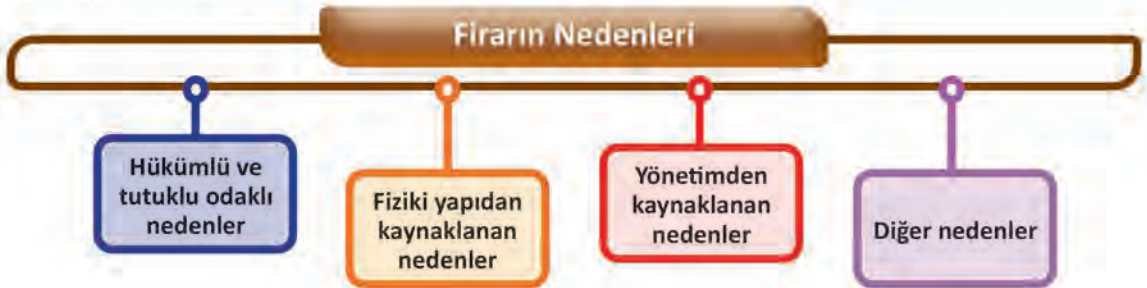 Firarın Nedenleri
Hükümlü ve
tutuklu odaklı
nedenler
Fiziki yapıdan
kaynaklanan
nedenler
Yönetimden
kaynaklanan
nedenler
Diğer nedenler